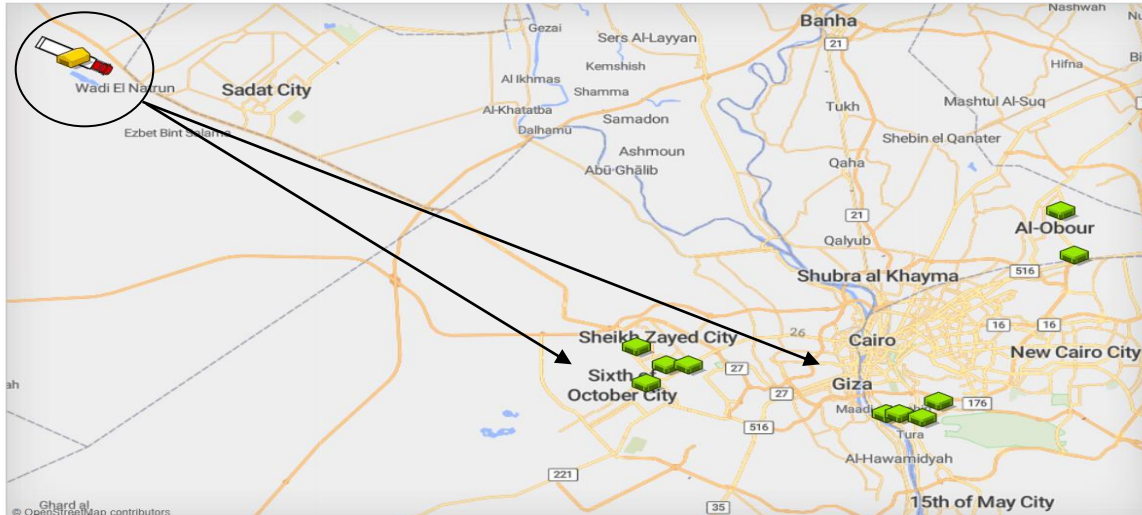 Nashwah
Banha
21
Gezai
Sers Al-Layyan
Hifna
Kemshish
Wadi El Natrun
Sadat City
Al Ikhmas
Shamma
Mashtul Al-Suq
Al-Khatatba
Samadon
Tukh
Ezbet Bint Salama
Dalhamu
Shebin el Qanater
Ashmoun
Abū Ghālib
Qaha
21
Al-Obour
Qalyub
Shubra al Khayma
516
26
16
16
Sheikh Zayed City
Cairo
New Cairo City
27
Sixth of
October City
Giza
27
Maadi
176
516
Tura
Al-Hawamidyah
221
15th of May City
Ghard al
35
© OpenStreetMap contributors